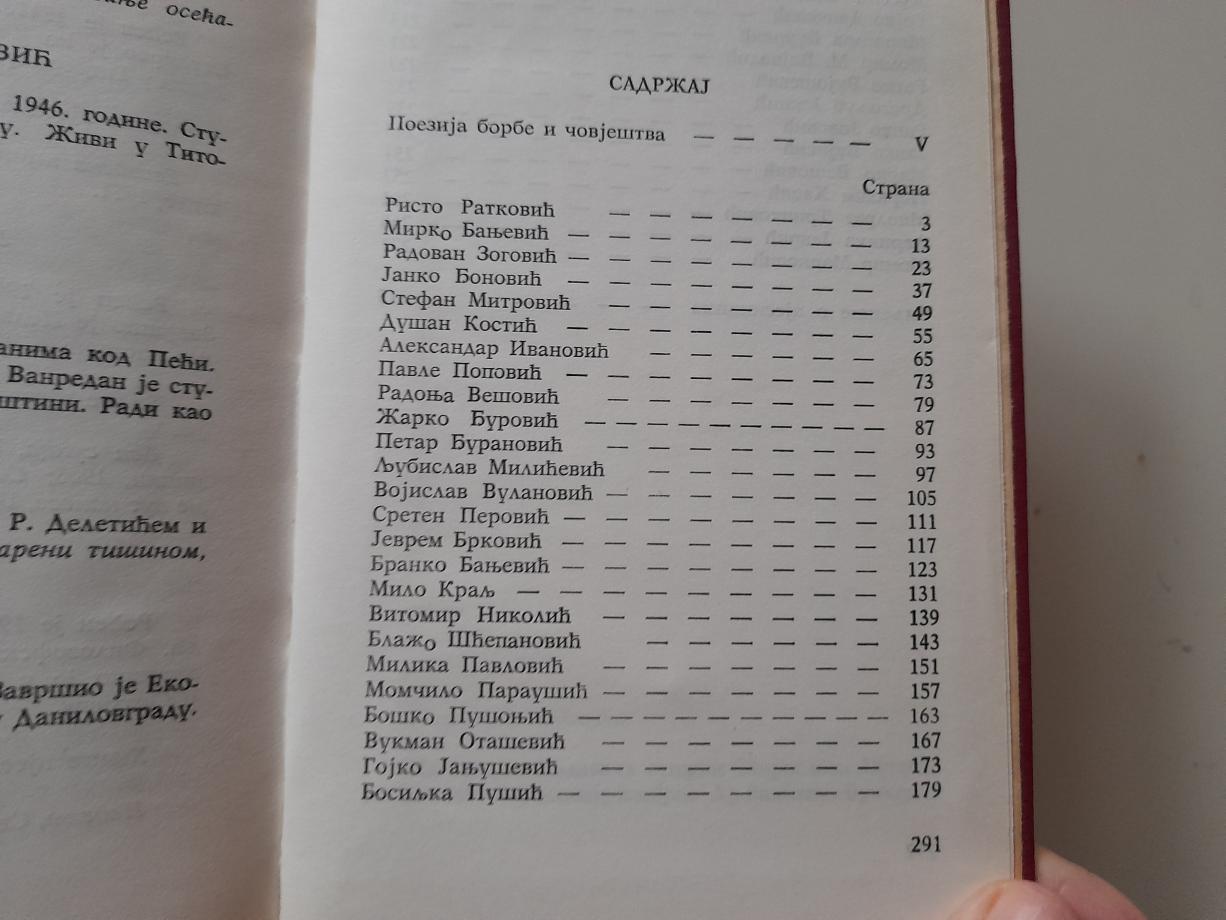 осећа-
ВИЋ
1946. године. Сту-
у. Живи у Тито-
анима код Пећи.
Ванредан је сту-
штини. Ради као
Р. Делетићем и
арени тишином,
Завршио је Еко-
у Даниловграду.
САДРЖАЈ
Поезија борбе и човјештва — — — — — V
Страна
Ристо Ратковић — — — — — — — 3
Мирко Бањевић — — — — — — — — 13
Радован Зоговић — — — — — — — — 23
Јанко Боновић — — — — — — — — 37
Стефан Митровић — — — — — — — 49
Душан Костић — — — — — — — — 55
Александар Ивановић — — — — — — 65
Павле Поповић — — — — — — — — 73
Радоња Вешовић — — — — — — — 79
Жарко Буровић — — — — — — — — — — 87
Петар Бурановић — — — — — — — 93
Љубислав Милићевић — — — — — — 97
Војислав Вулановић — — — — — — — 105
Сретен Перовић — — — — — — — — 111
Јеврем Брковић — — — — — — — — 117
Бранко Бањевић — — — — — — — — 123
Мило Краљ — — — — — — — — — 131
Витомир Николић — — — — — — — 139
Блажо Шћепановић — — — — — — 143
Милика Павловић — — — — — — — 151
Момчило Параушић — — — — — — — 157
Бошко Пушоњић — — — — — — — — — — 163
Вукман Оташевић — — — — — — — 167
Гојко Јањушевић — — — — — — — 173
Босиљка Пушић — — — — — — — — 179
291